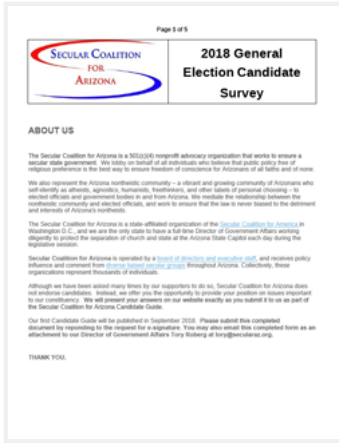 Page 5 of 5
SECULAR COALITION
FOR
ARIZONA
2018 General
Election Candidate
Survey
ABOUT US
The Secular Coalition for Arizona is a 501(c)(4) nonprofit advocacy organization that works to ensure a
secular state government. We lobby on behalf of all individuals who believe that public policy free of
religious preference is the best way to ensure freedom of conscience for Arizonans of all faiths and of none.
We also represent the Arizona nontheistic community – a vibrant and growing community of Arizonans who
self-identify as atheists, agnostics, humanists, freethinkers, and other labels of personal choosing – to
elected officials and government bodies in and from Arizona. We mediate the relationship between the
nontheistic community and elected officials, and work to ensure that the law is never biased to the detriment
and interests of Arizona's nontheists.
The Secular Coalition for Arizona is a state-affiliated organization of the Secular Coalition for America in
Washington D.C., and we are the only state to have a full-time Director of Government Affairs working
diligently to protect the separation of church and state at the Arizona State Capitol each day during the
legislative session.
Secular Coalition for Arizona is operated by a board of directors and executive staff, and receives policy
influence and comment from diverse liaised secular groups throughout Arizona. Collectively, these
organizations represent thousands of individuals.
Although we have been asked many times by our supporters to do so, Secular Coalition for Arizona does
not endorse candidates. Instead, we offer you the opportunity to provide your position on issues important
to our constituency. We will present your answers on our website exactly as you submit it to us as part of
the Secular Coalition for Arizona Candidate Guide.
Our first Candidate Guide will be published in September 2018. Please submit this completed
document by reponding to the request for e-signature. You may also email this completed form as an
attachment to our Director of Government Affairs Tory Roberg at tory@secularaz.org.
THANK YOU.